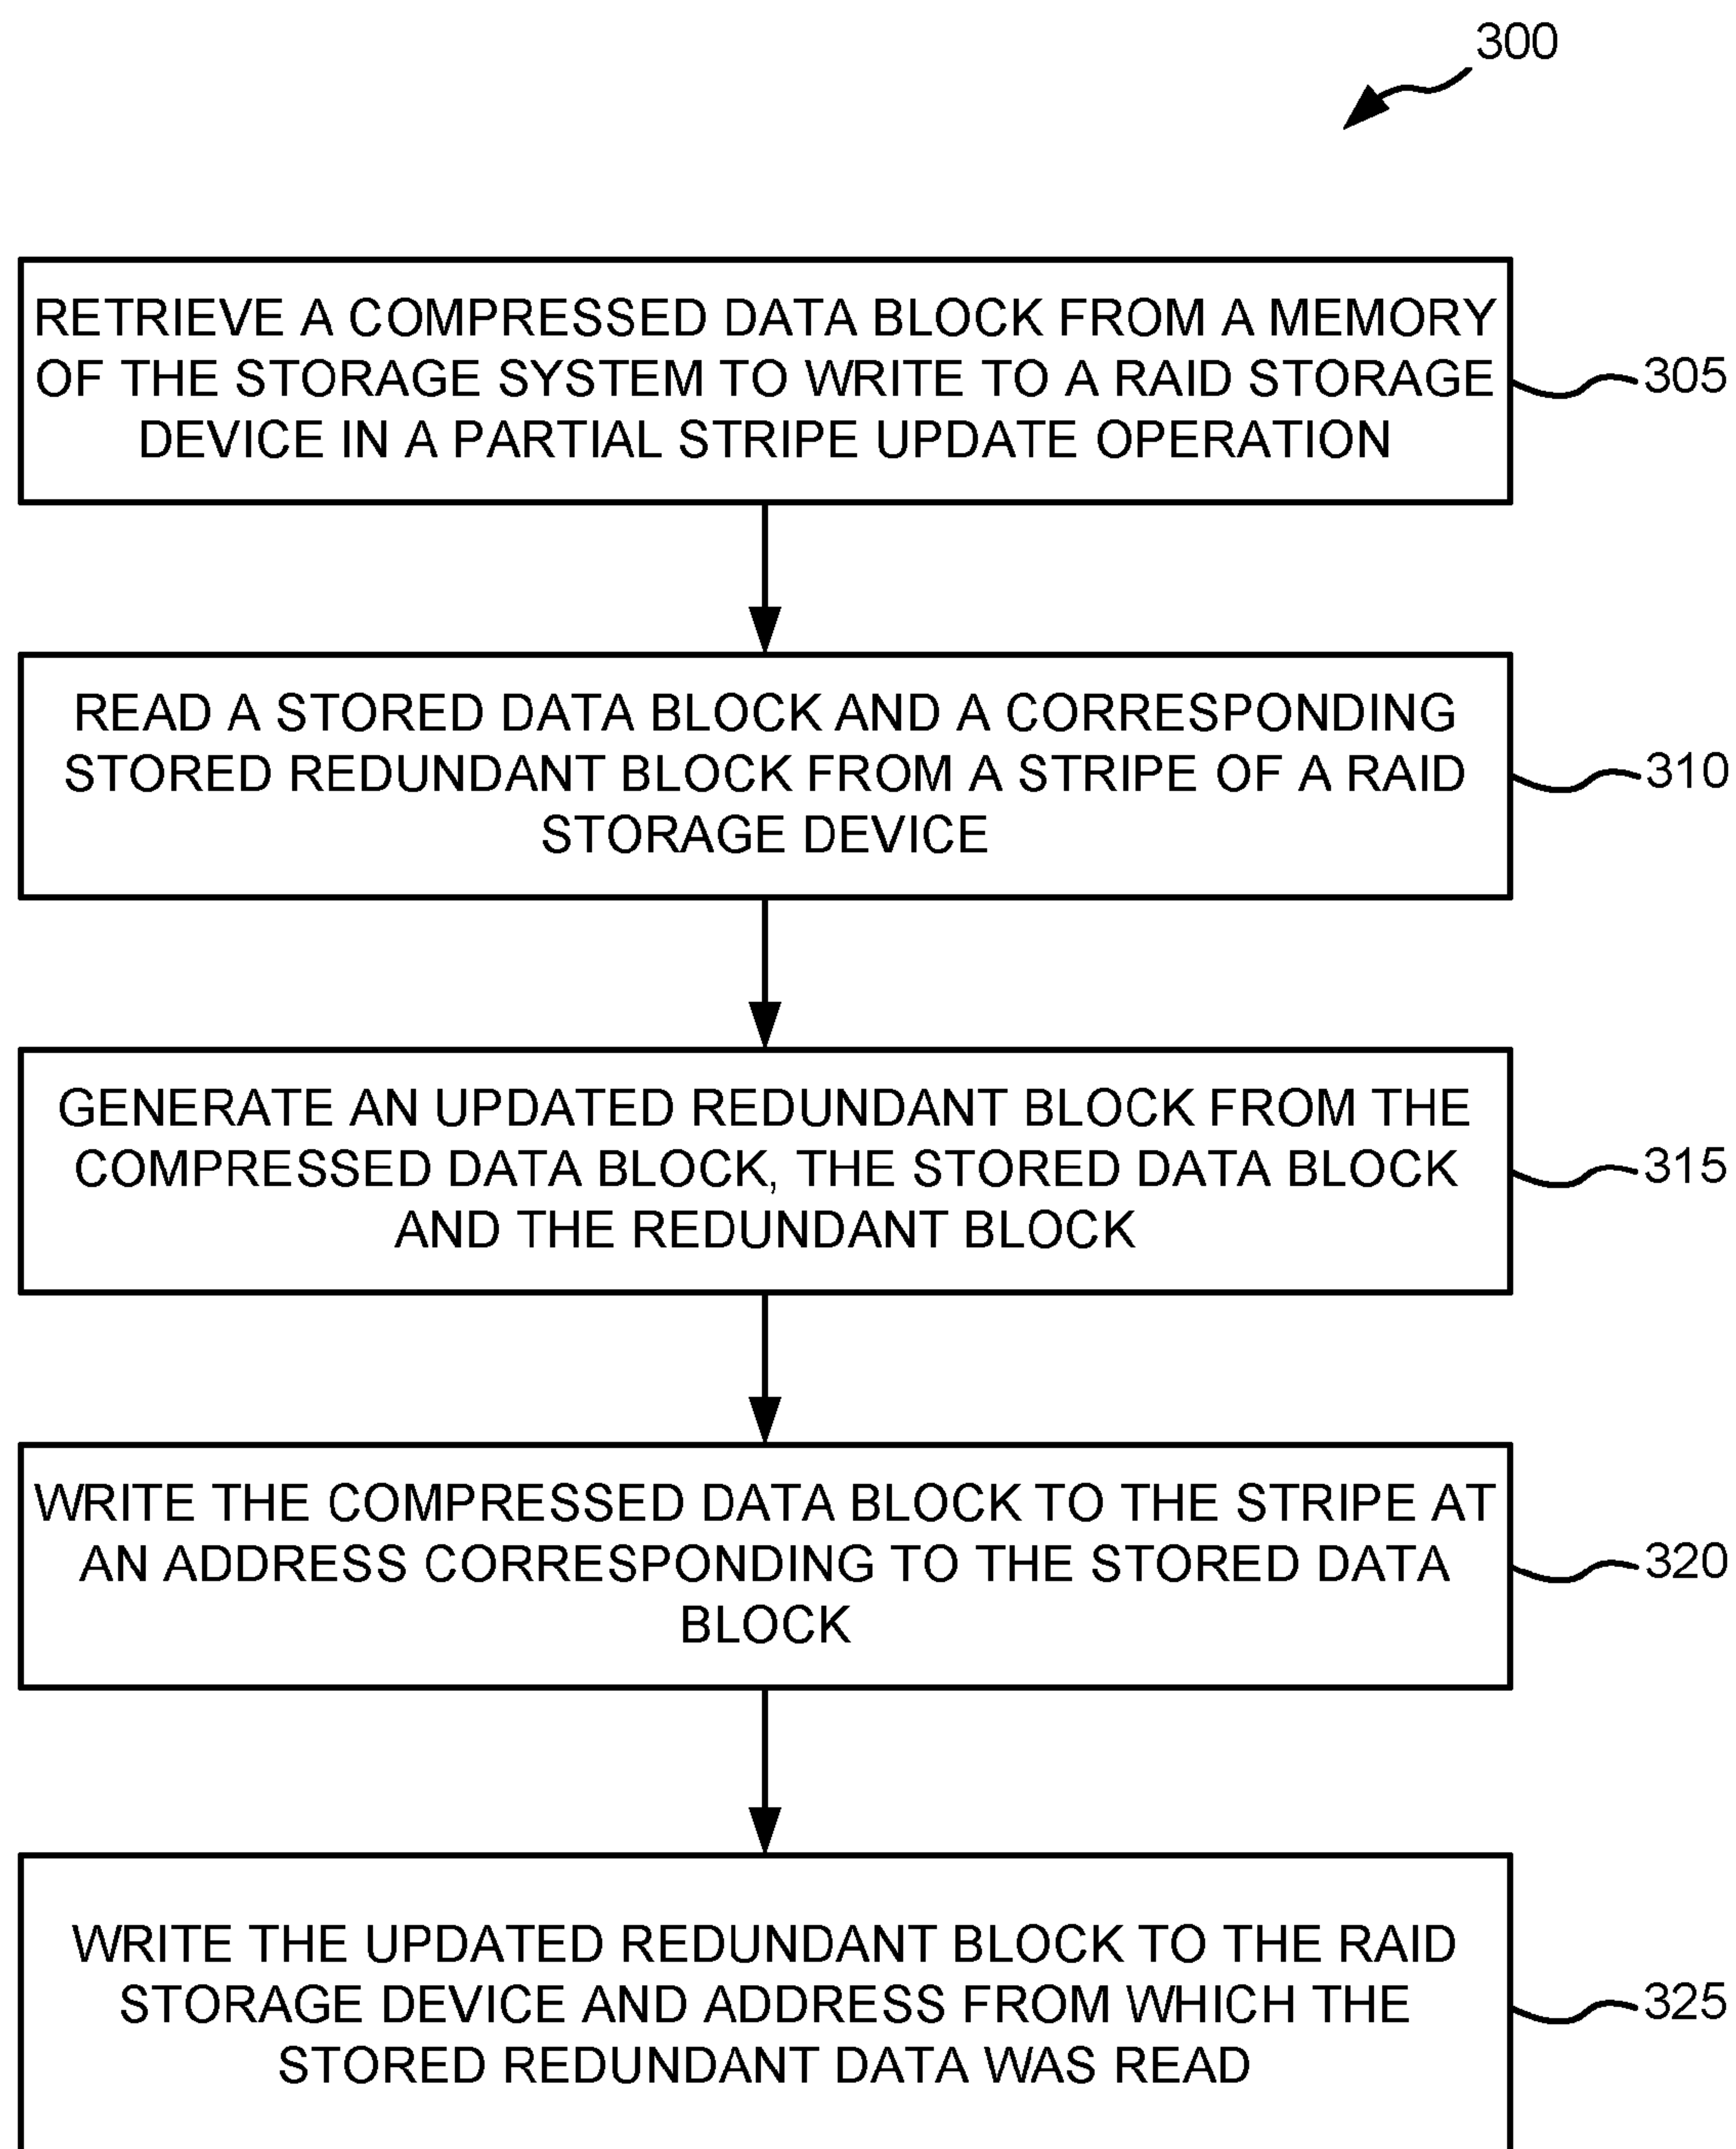 300
RETRIEVE A COMPRESSED DATA BLOCK FROM A MEMORY
OF THE STORAGE SYSTEM TO WRITE TO A RAID STORAGE
DEVICE IN A PARTIAL STRIPE UPDATE OPERATION
305
READ A STORED DATA BLOCK AND A CORRESPONDING
STORED REDUNDANT BLOCK FROM A STRIPE OF A RAID
STORAGE DEVICE
310
GENERATE AN UPDATED REDUNDANT BLOCK FROM THE
COMPRESSED DATA BLOCK, THE STORED DATA BLOCK
AND THE REDUNDANT BLOCK
315
WRITE THE COMPRESSED DATA BLOCK TO THE STRIPE AT
AN ADDRESS CORRESPONDING TO THE STORED DATA
BLOCK
320
WRITE THE UPDATED REDUNDANT BLOCK TO THE RAID
STORAGE DEVICE AND ADDRESS FROM WHICH THE
STORED REDUNDANT DATA WAS READ
325